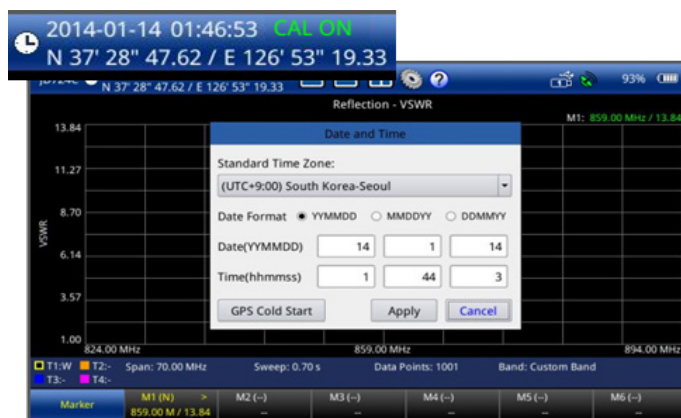 2014-01-14 01:46:53 CAL ON
N 37' 28" 47.62 / E 126' 53" 19.33
N 37' 28" 47.62 / E 126' 53" 19.33
93%
Reflection - VSWR
M1: 859.00 MHz / 13.84
13.84
11.27
8.70
6.14
3.57
1.00
VSWR
Date and Time
Standard Time Zone:
(UTC+9:00) South Korea-Seoul
Date Format YYMMDD MMDDYY DDMMYY
Date(YYMMDD) 14 1 14
Time(hhmmss) 1 44 3
GPS Cold Start Apply Cancel
824.00 MHz 859.00 MHz 894.00 MHz
T1:W T2:- Span: 70.00 MHz Sweep: 0.70 s Data Points: 1001 Band: Custom Band
T3:- T4:-
Marker M1 (N) > M2 (--) M3 (--) M4 (--) M5 (--) M6 (--)
859.00 M / 13.84 -- -- -- -- --